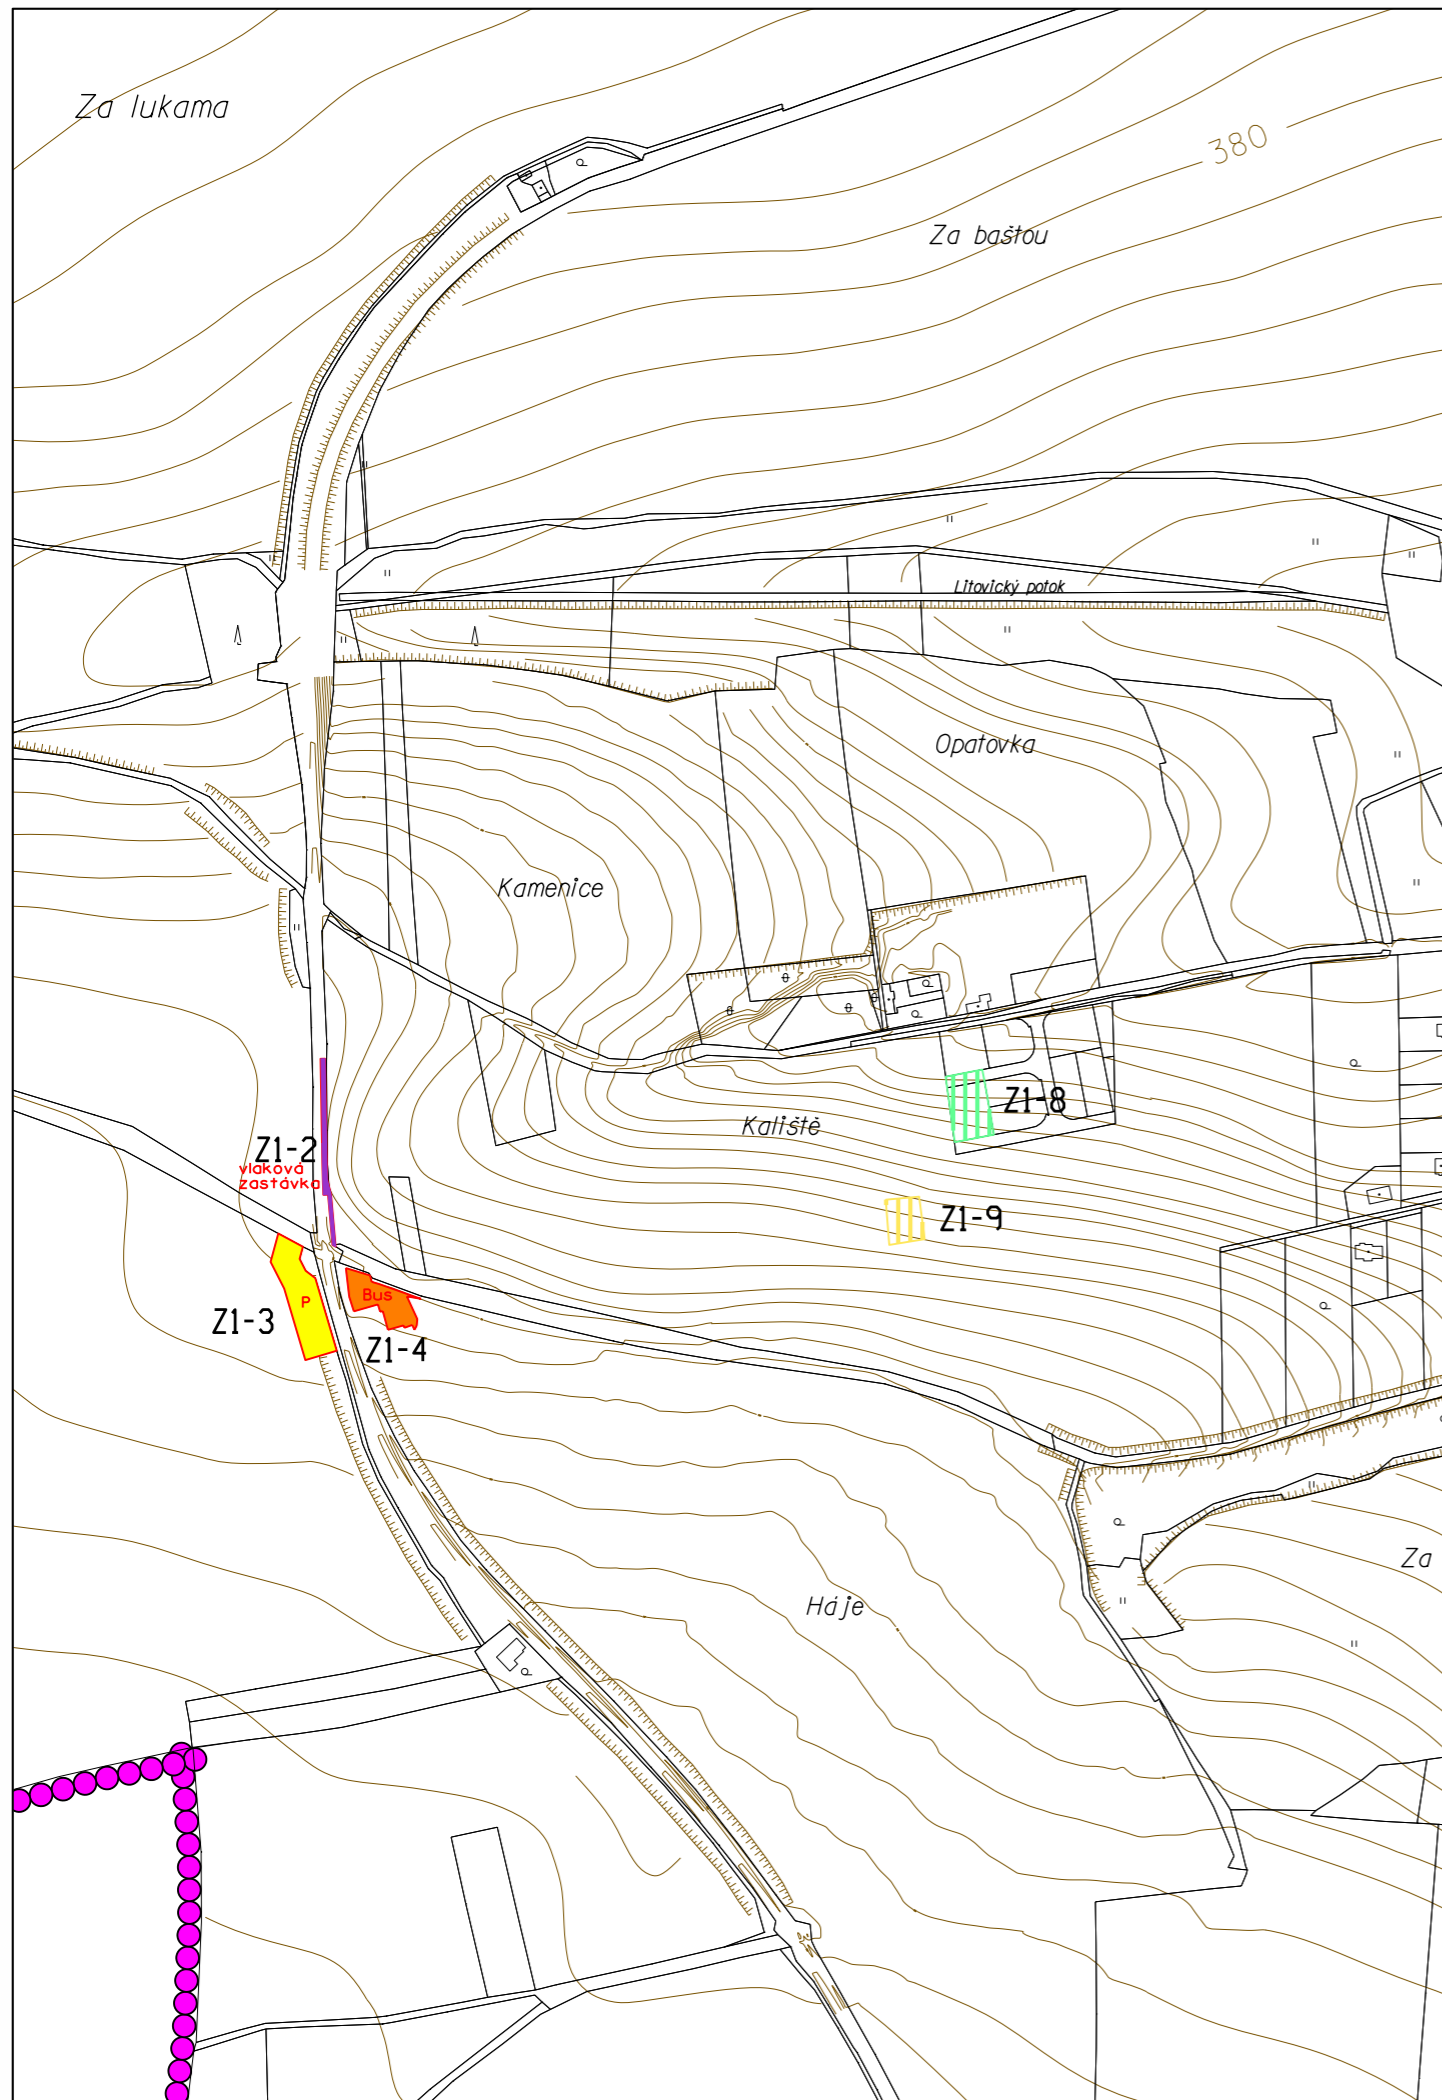 Za lukama
380
Za baštou
Litovický potok
Opatovka
Kamenice
Z1-8
Kaliště
Z1-2
vlaková
zastávka
Z1-9
P
Bus
Z1-3
Z1-4
Za
Háje